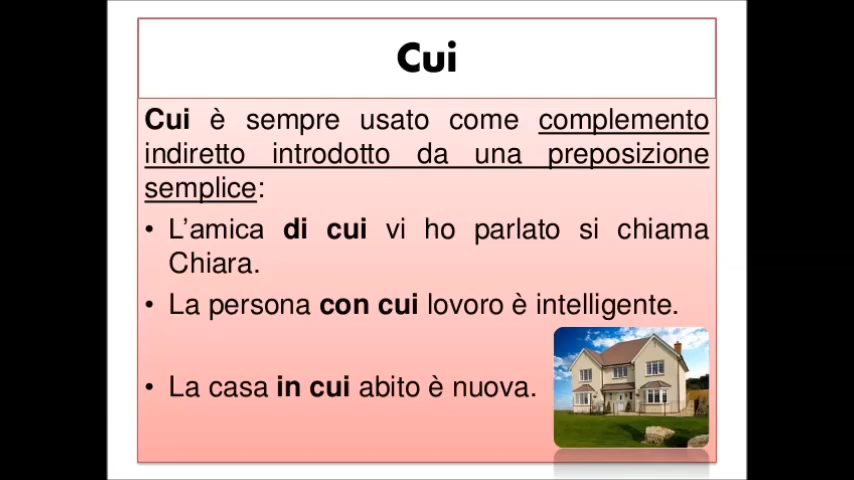 Cui
Cui è sempre usato come complemento
indiretto introdotto da una preposizione
semplice:
• L'amica di cui vi ho parlato si chiama
Chiara.
• La persona con cui lovoro è intelligente.
• La casa in cui abito è nuova.